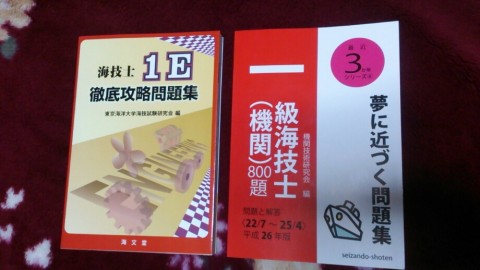 海技士 1E
徹底攻略問題集
東京海洋大学海技試験研究会 編
ENGINEER
海文堂
最近
3か年
シリーズ
夢に近づく問題集
一級海技士
(機関)800題
機関技術研究会 編
問題と解答
(22/7～25/4)
平成26年版
seizando-shoten